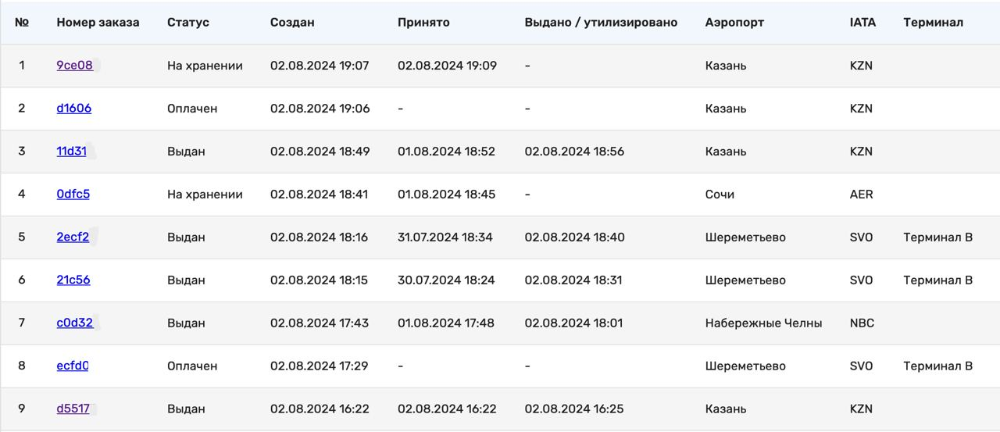 № Номер заказа Статус Создан Принято Выдано / утилизировано Аэропорт IATA Терминал
1 9ce08 На хранении 02.08.2024 19:07 02.08.2024 19:09 - Казань KZN
2 d1606 Оплачен 02.08.2024 19:06 - - Казань KZN
3 11d31 Выдан 02.08.2024 18:49 01.08.2024 18:52 02.08.2024 18:56 Казань KZN
4 0dfc5 На хранении 02.08.2024 18:41 01.08.2024 18:45 - Сочи AER
5 2ecf2 Выдан 02.08.2024 18:16 31.07.2024 18:34 02.08.2024 18:40 Шереметьево SVO Терминал B
6 21c56 Выдан 02.08.2024 18:15 30.07.2024 18:24 02.08.2024 18:31 Шереметьево SVO Терминал B
7 c0d32 Выдан 02.08.2024 17:43 01.08.2024 17:48 02.08.2024 18:01 Набережные Челны NBC
8 ecfd0 Оплачен 02.08.2024 17:29 - - Шереметьево SVO Терминал B
9 d5517 Выдан 02.08.2024 16:22 02.08.2024 16:22 02.08.2024 16:25 Казань KZN